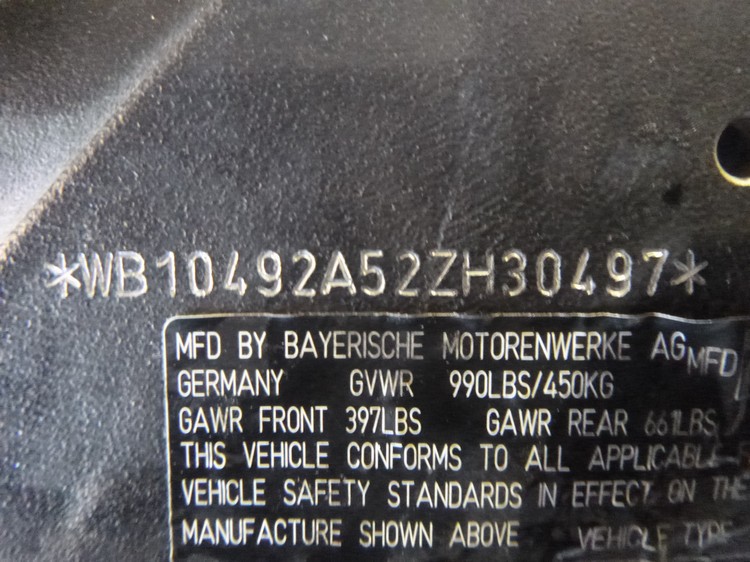 *WB10492A52ZH30497*
MFD BY BAYERISCHE MOTORENWERKE AG MFD
GERMANY GVWR 990LBS/450KG
GAWR FRONT 397LBS GAWR REAR 661LBS
THIS VEHICLE CONFORMS TO ALL APPLICABLE
VEHICLE SAFETY STANDARDS IN EFFECT ON THE
MANUFACTURE SHOWN ABOVE VEHICLE TYPE